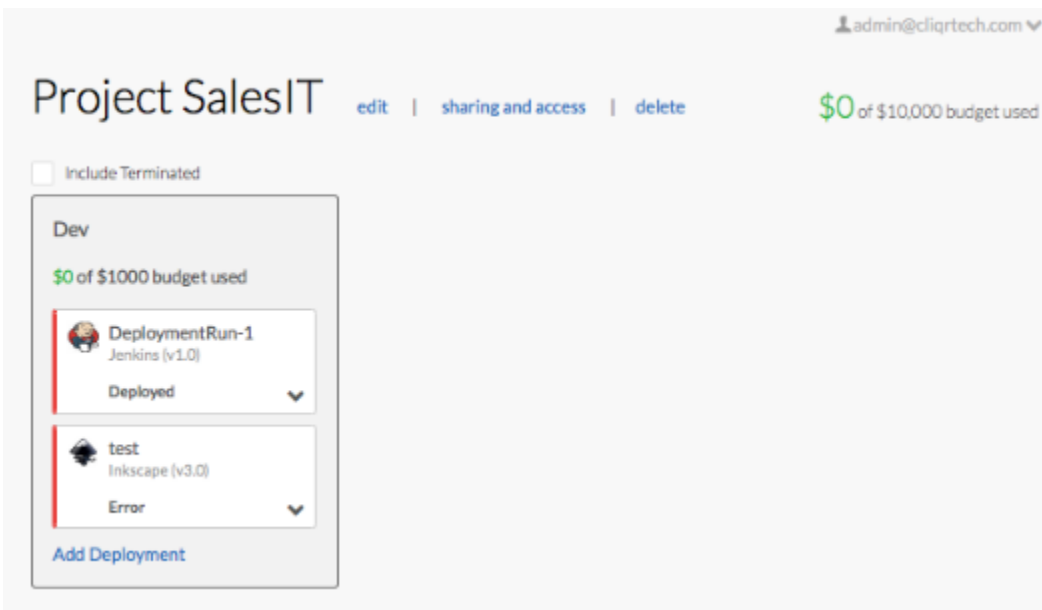 admin@cliqrtech.com
Project SalesIT edit | sharing and access | delete $0 of $10,000 budget used
Include Terminated
Dev
$0 of $1000 budget used
DeploymentRun-1
Jenkins (v1.0)
Deployed
test
Inkscape (v3.0)
Error
Add Deployment